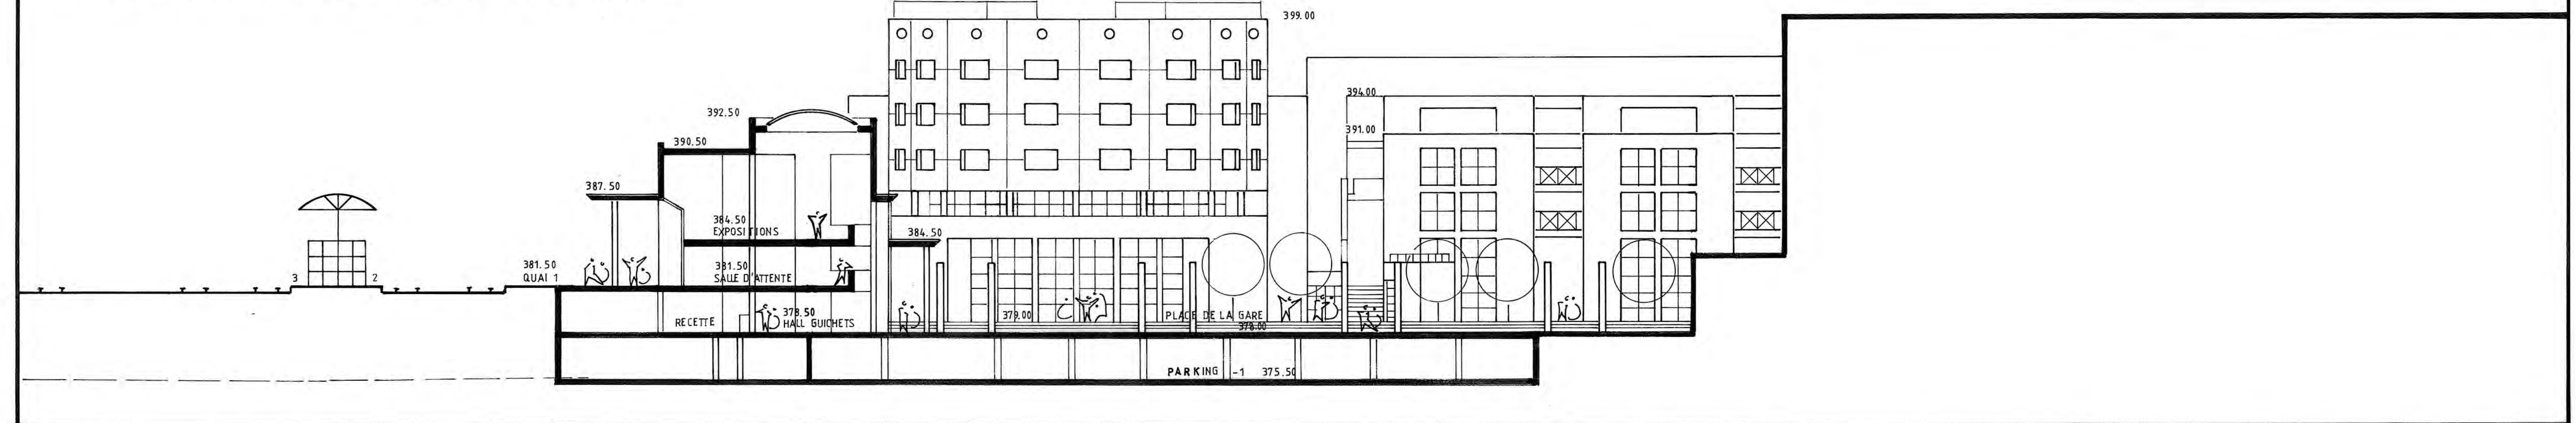 399.00
394.00
392.50
391.00
390.50
387.50
384.50
EXPOSITIONS
384.50
381.50
QUAI 1
3
2
381.50
SALLE D'ATTENTE
378.50
HALL GUICHETS
RECETTE
379.00
PLACE DE LA GARE
378.00
PARKING -1 375.50